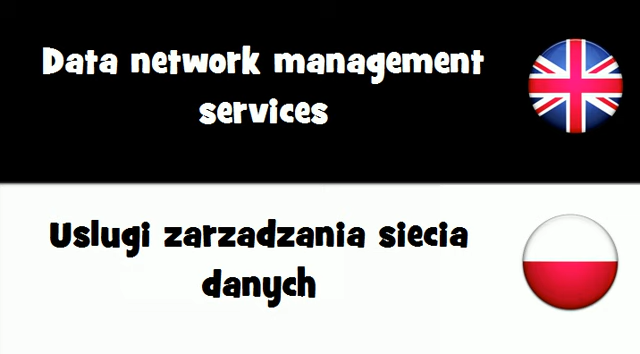 Data network management
services
Uslugi zarzadzania siecia
danych